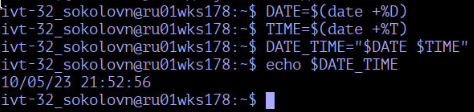 ivt-32_sokolovn@ru01wks178:~$ DATE=$(date +%D)
ivt-32_sokolovn@ru01wks178:~$ TIME=$(date +%T)
ivt-32_sokolovn@ru01wks178:~$ DATE_TIME="$DATE $TIME"
ivt-32_sokolovn@ru01wks178:~$ echo $DATE_TIME
10/05/23 21:52:56
ivt-32_sokolovn@ru01wks178:~$